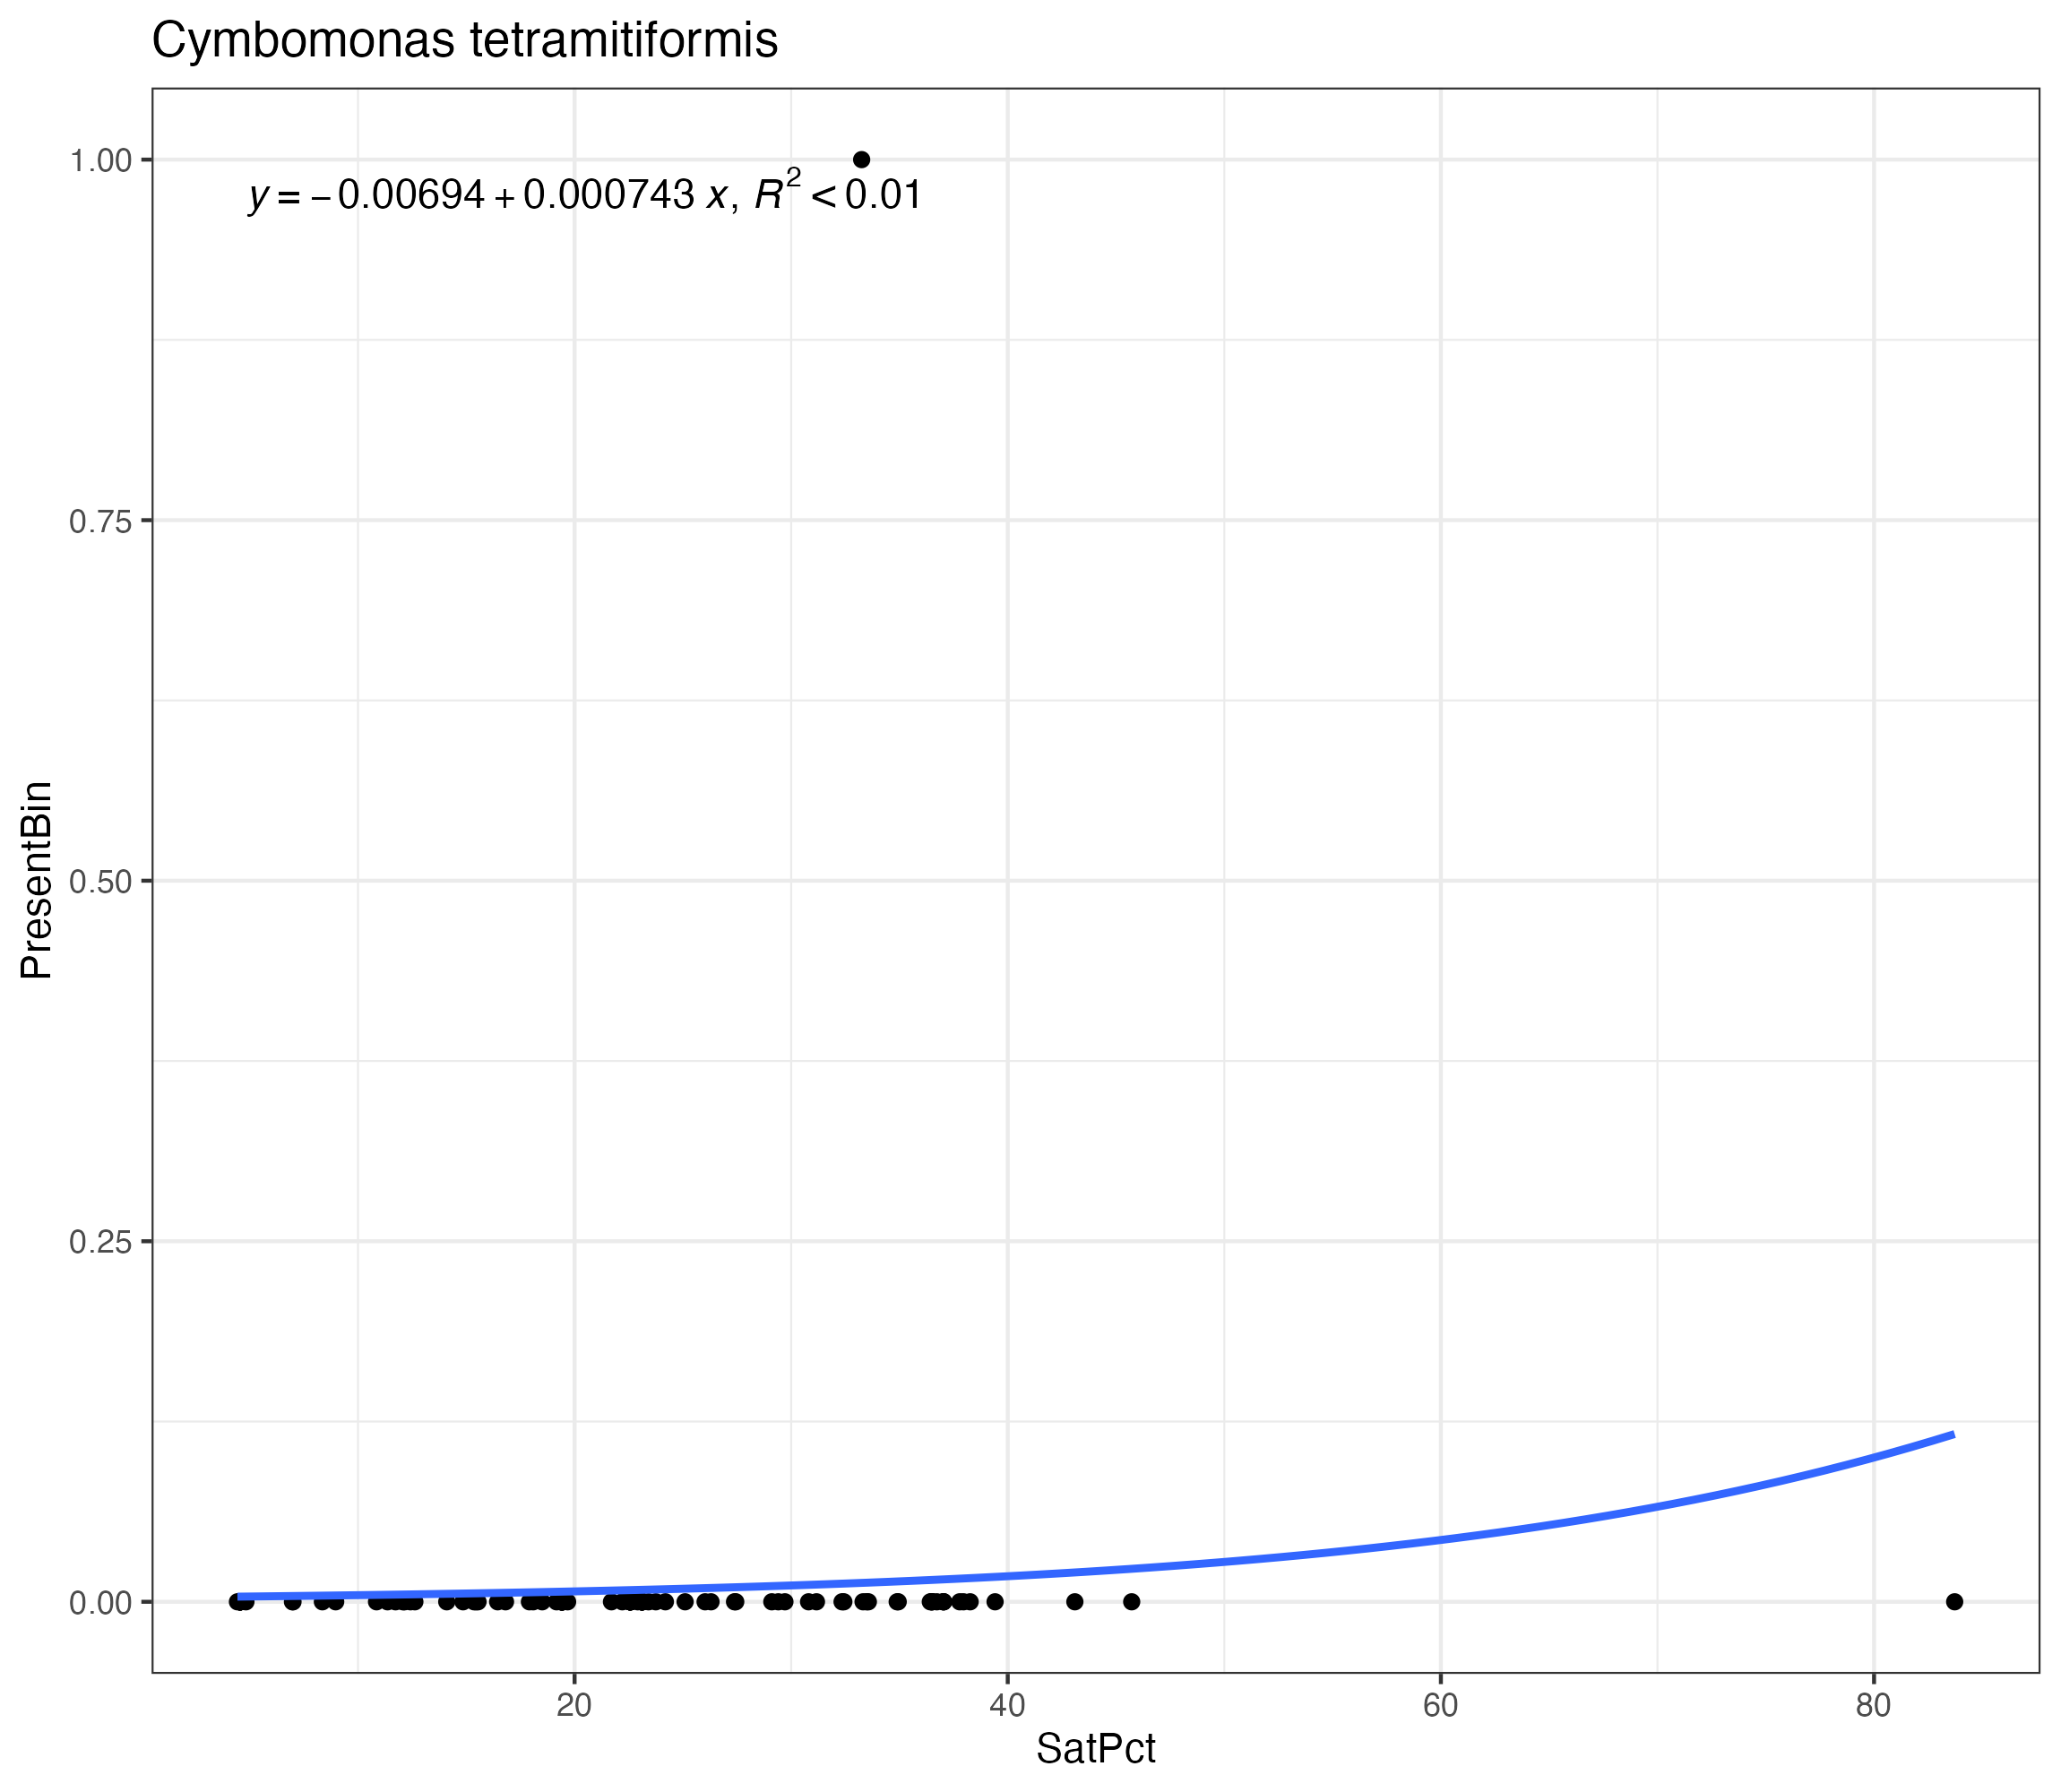 Cymbomonas tetramitiformis
1.00
y = −0.00694 + 0.000743 x, R² < 0.01
0.75
0.50
0.25
0.00
PresentBin
20 40 60 80
SatPct